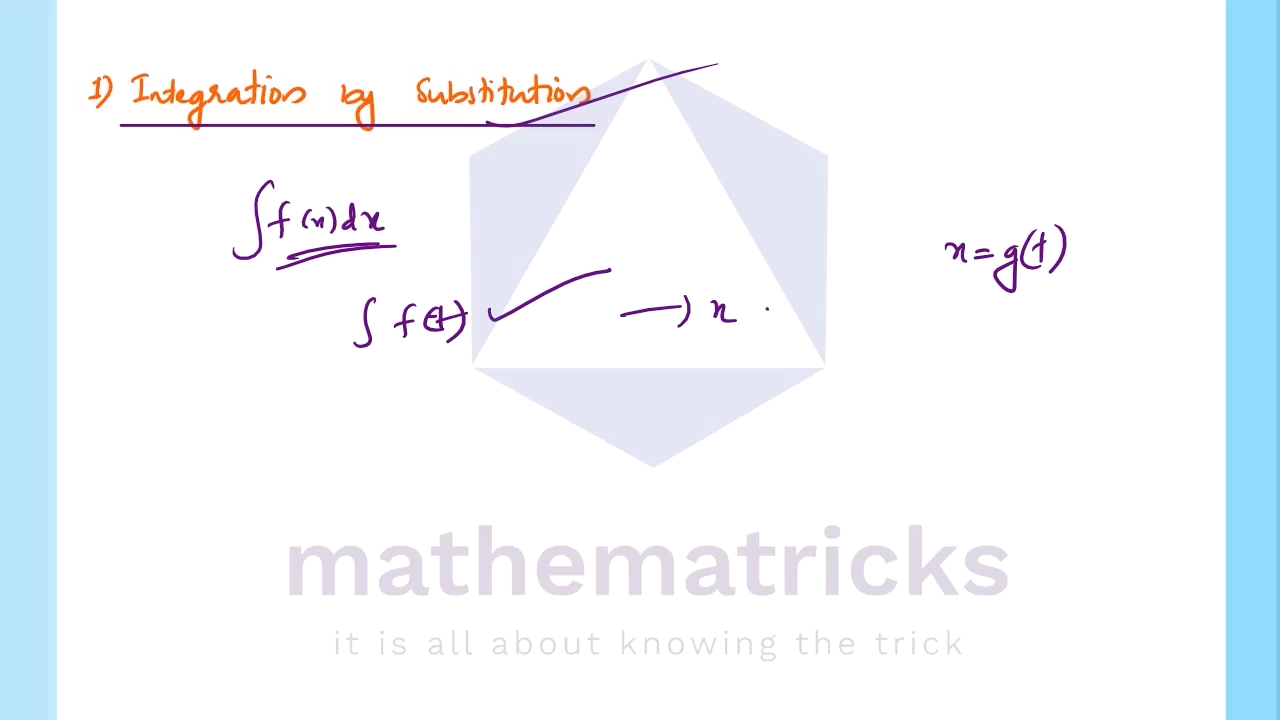 1) Integration by Substitution
∫f(x)dx
x=g(t)
∫f(t) → x .
mathematricks
it is all about knowing the trick